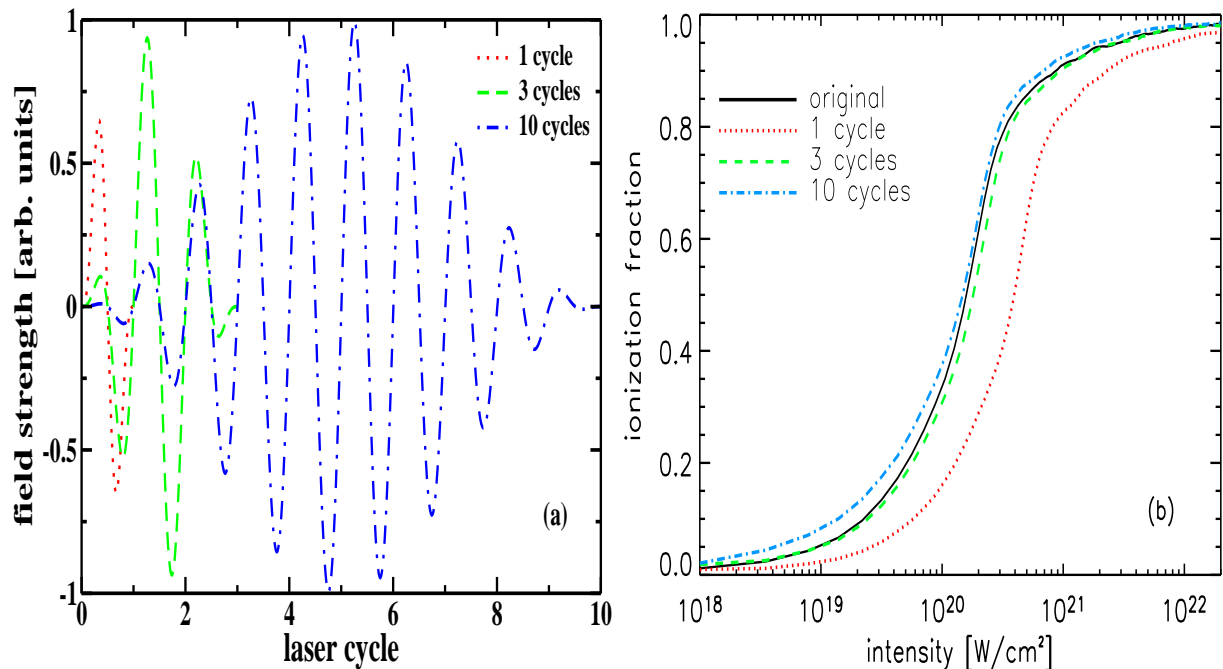 1
0.5
0
-0.5
-1
field strength [arb. units]
1 cycle
3 cycles
10 cycles
(a)
0
2
4
6
8
10
laser cycle
1.0
0.8
0.6
0.4
0.2
0.0
ionization fraction
original
1 cycle
3 cycles
10 cycles
(b)
10¹⁸
10¹⁹
10²⁰
10²¹
10²²
intensity [W/cm²]